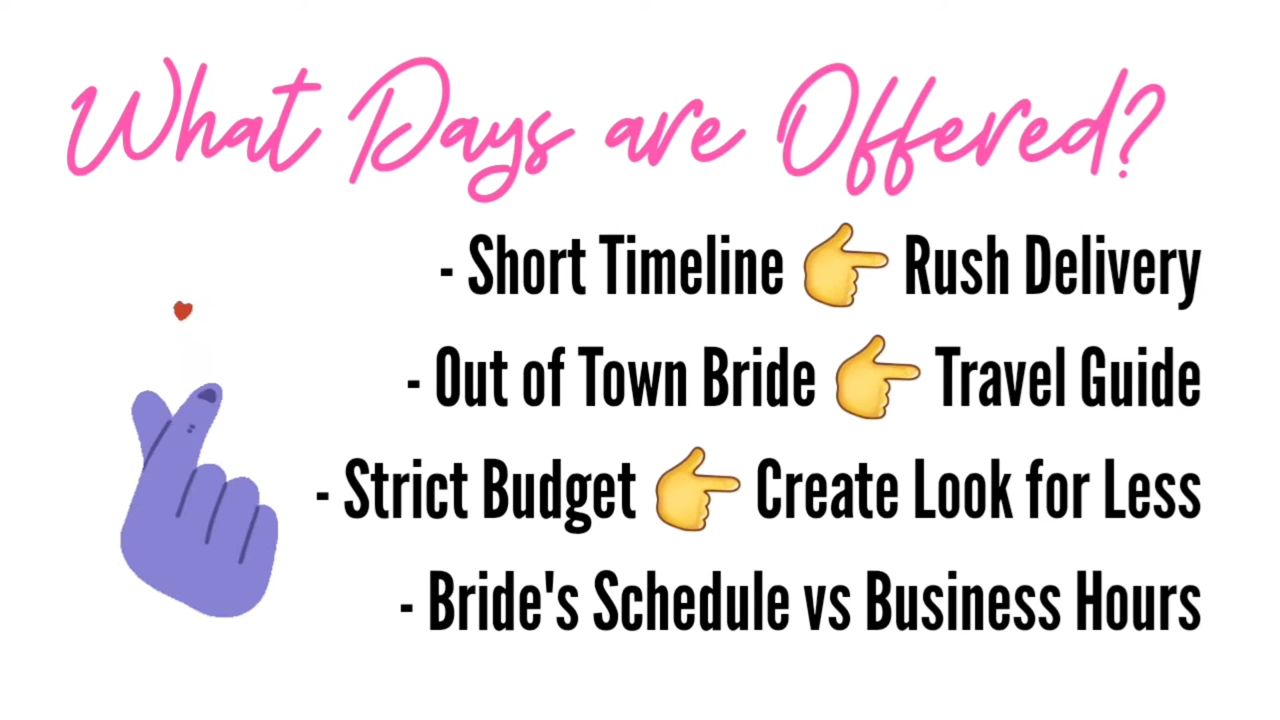 What Days are Offered?
- Short Timeline 👉 Rush Delivery
- Out of Town Bride 👉 Travel Guide
- Strict Budget 👉 Create Look for Less
- Bride's Schedule vs Business Hours